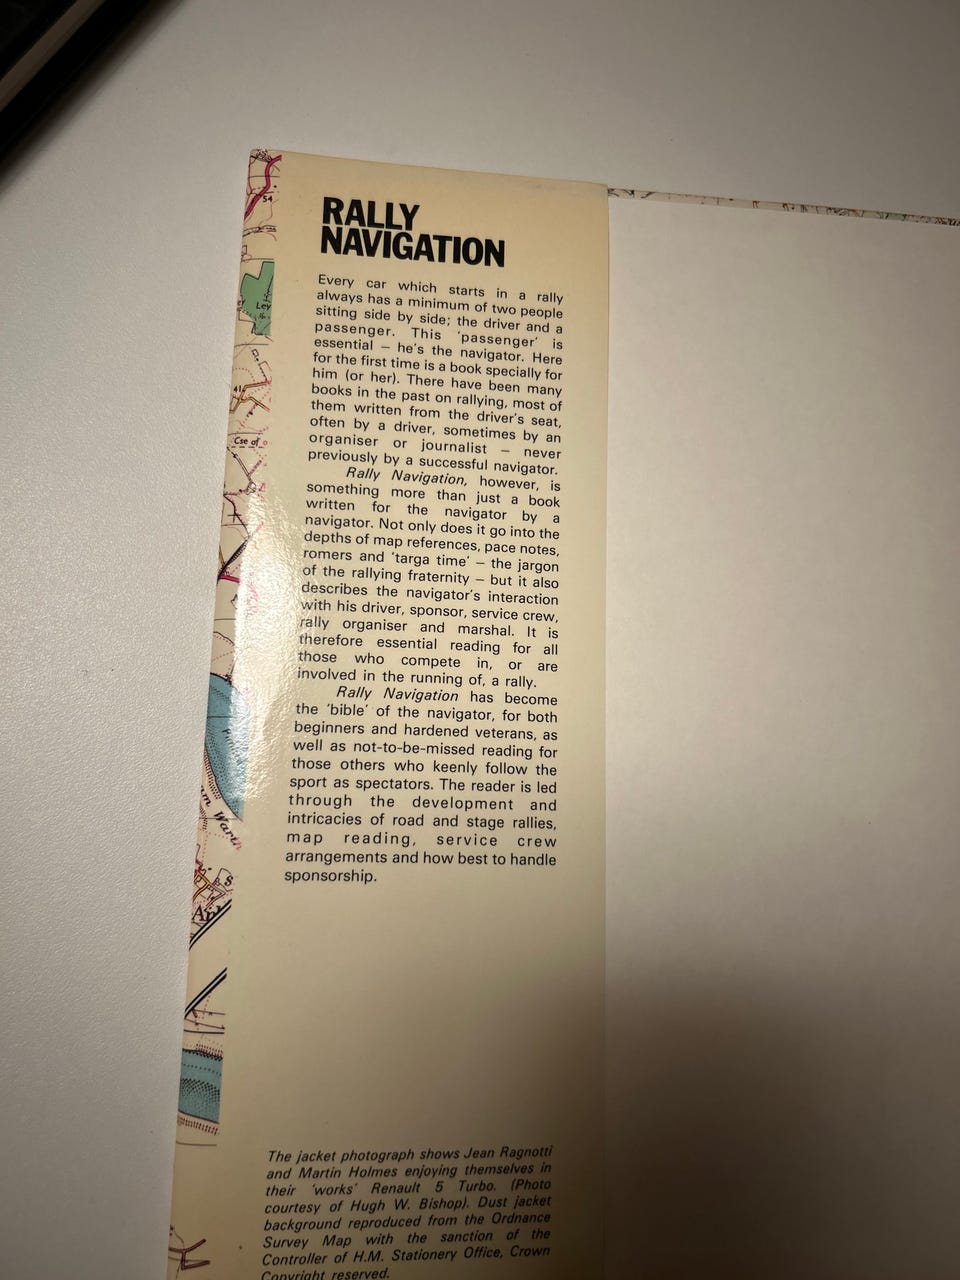 54
RALLY
NAVIGATION
Every car which starts in a rally
always has a minimum of two people
sitting side by side; the driver and a
passenger. This ‘passenger’ is
essential – he’s the navigator. Here
for the first time is a book specially for
him (or her). There have been many
books in the past on rallying, most of
them written from the driver’s seat,
often by a driver, sometimes by an
organiser or journalist – never
previously by a successful navigator.
Rally Navigation, however, is
something more than just a book
written for the navigator by a
navigator. Not only does it go into the
depths of map references, pace notes,
romers and ‘targa time’ – the jargon
of the rallying fraternity – but it also
describes the navigator’s interaction
with his driver, sponsor, service crew,
rally organiser and marshal. It is
therefore essential reading for all
those who compete in, or are
involved in the running of, a rally.
Rally Navigation has become
the ‘bible’ of the navigator, for both
beginners and hardened veterans, as
well as not-to-be-missed reading for
those others who keenly follow the
sport as spectators. The reader is led
through the development and
intricacies of road and stage rallies,
map reading, service crew
arrangements and how best to handle
sponsorship.
The jacket photograph shows Jean Ragnotti
and Martin Holmes enjoying themselves in
their ‘works’ Renault 5 Turbo. (Photo
courtesy of Hugh W. Bishop). Dust jacket
background reproduced from the Ordnance
Survey Map with the sanction of the
Controller of H.M. Stationery Office, Crown
Copyright reserved.
Ley
41
Cse of